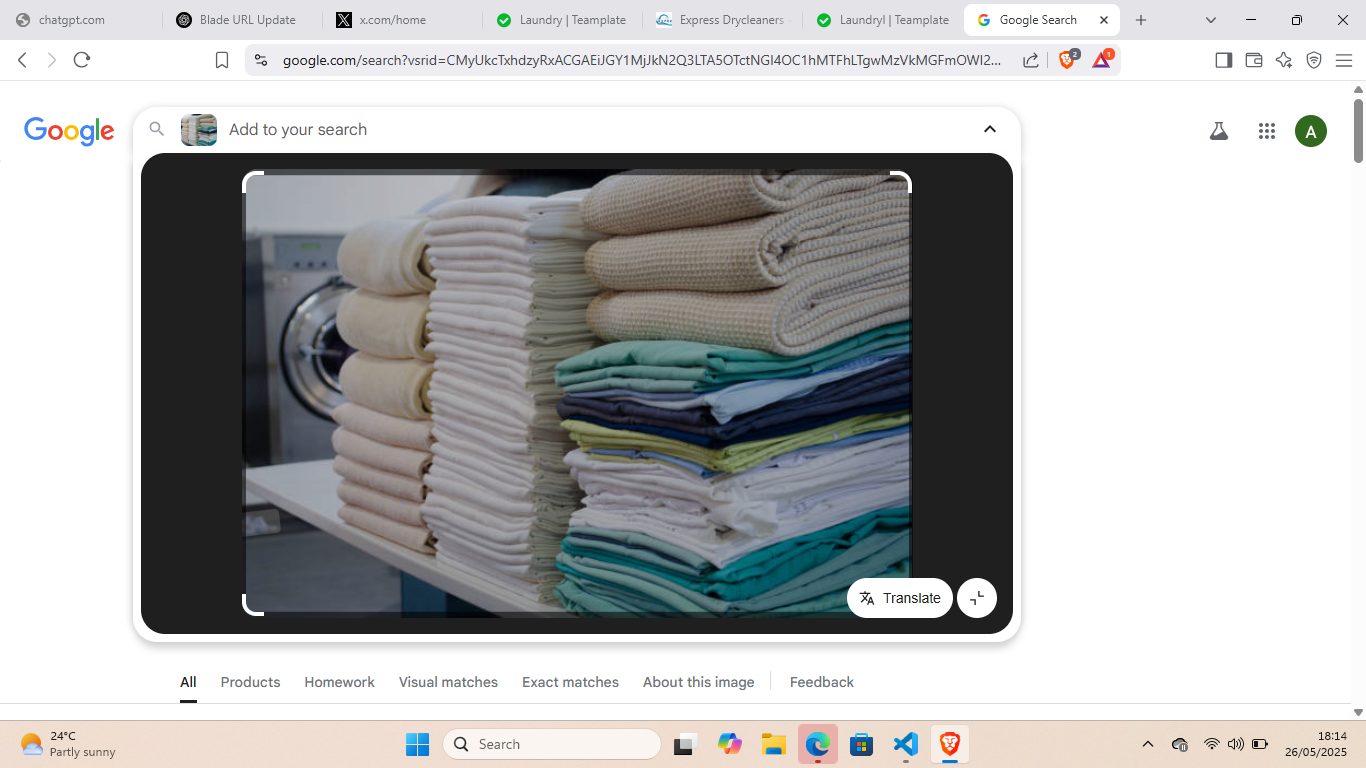 chatgpt.com
Blade URL Update
x.com/home
Laundry | Teamplate
Express Drycleaners
Laundryl | Teamplate
Google Search
google.com/search?vsrid=CMyUkcTxhdzyRxACGAEiJGY1MjJkN2Q3LTA5OTctNGI4OC1hMTFhLTgwMzVkMGFmOWI2...
2
1
Google
Add to your search
A
Translate
All
Products
Homework
Visual matches
Exact matches
About this image
Feedback
24°C
Partly sunny
Search
18:14
26/05/2025